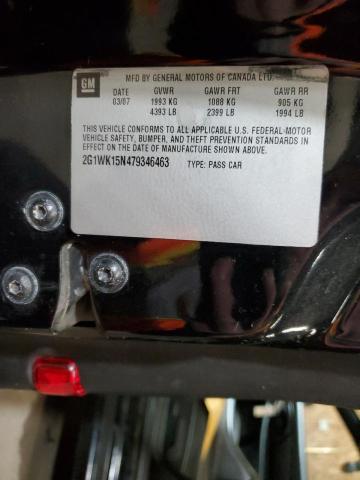 GM
MFD BY GENERAL MOTORS OF CANADA LTD.
DATE GVWR GAWR FRT GAWR RR
03/07 1993 KG 1088 KG 905 KG
4393 LB 2399 LB 1994 LB
THIS VEHICLE CONFORMS TO ALL APPLICABLE U.S. FEDERAL MOTOR
VEHICLE SAFETY, BUMPER, AND THEFT PREVENTION STANDARDS
IN EFFECT ON THE DATE OF MANUFACTURE SHOWN ABOVE.
2G1WK15N479346463 TYPE: PASS CAR